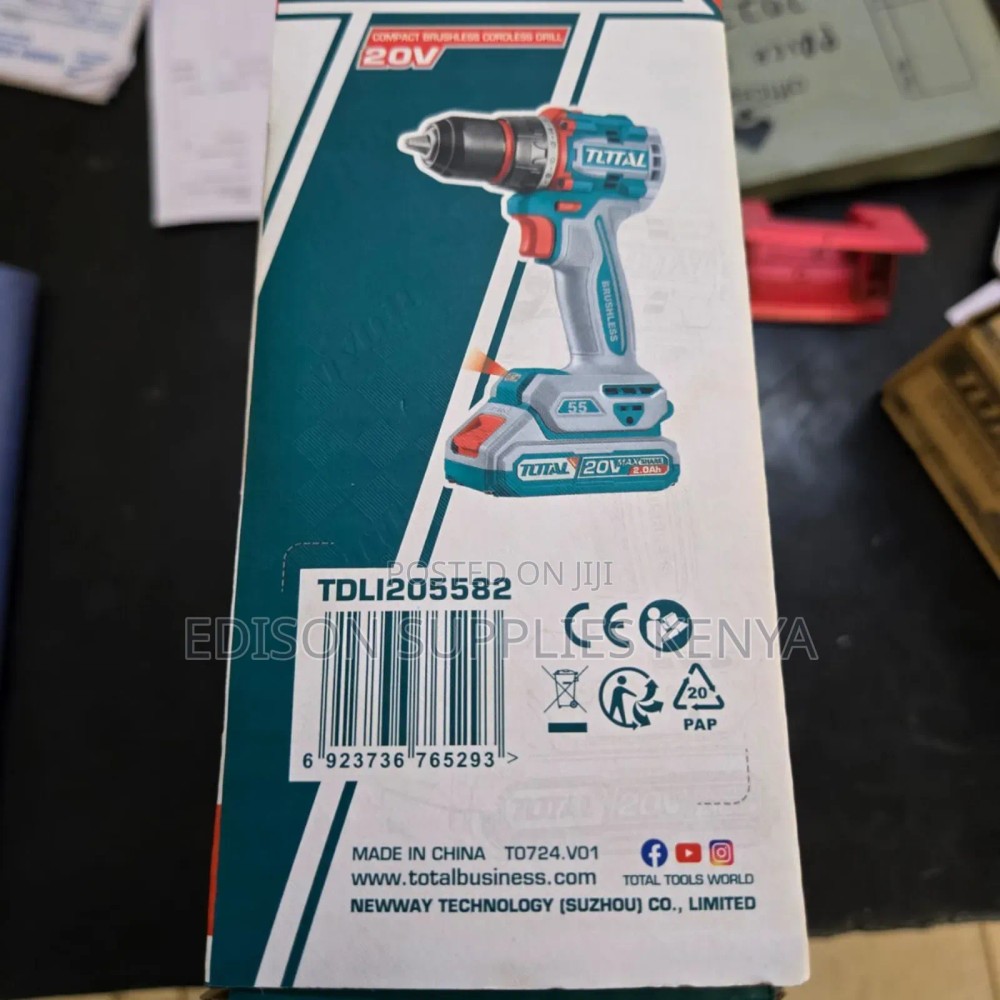 COMPACT BRUSHLESS CORDLESS DRILL
20V
TOTAL
BRUSHLESS
55
TOTAL 20V 2.0Ah
POSTED ON JIJI
TDLI205582
EDISON SUPPLIES KENYA
CE
20
PAP
6 923736 765293 >
MADE IN CHINA T0724.V01
www.totalbusiness.com
TOTAL TOOLS WORLD
NEWWAY TECHNOLOGY (SUZHOU) CO., LIMITED